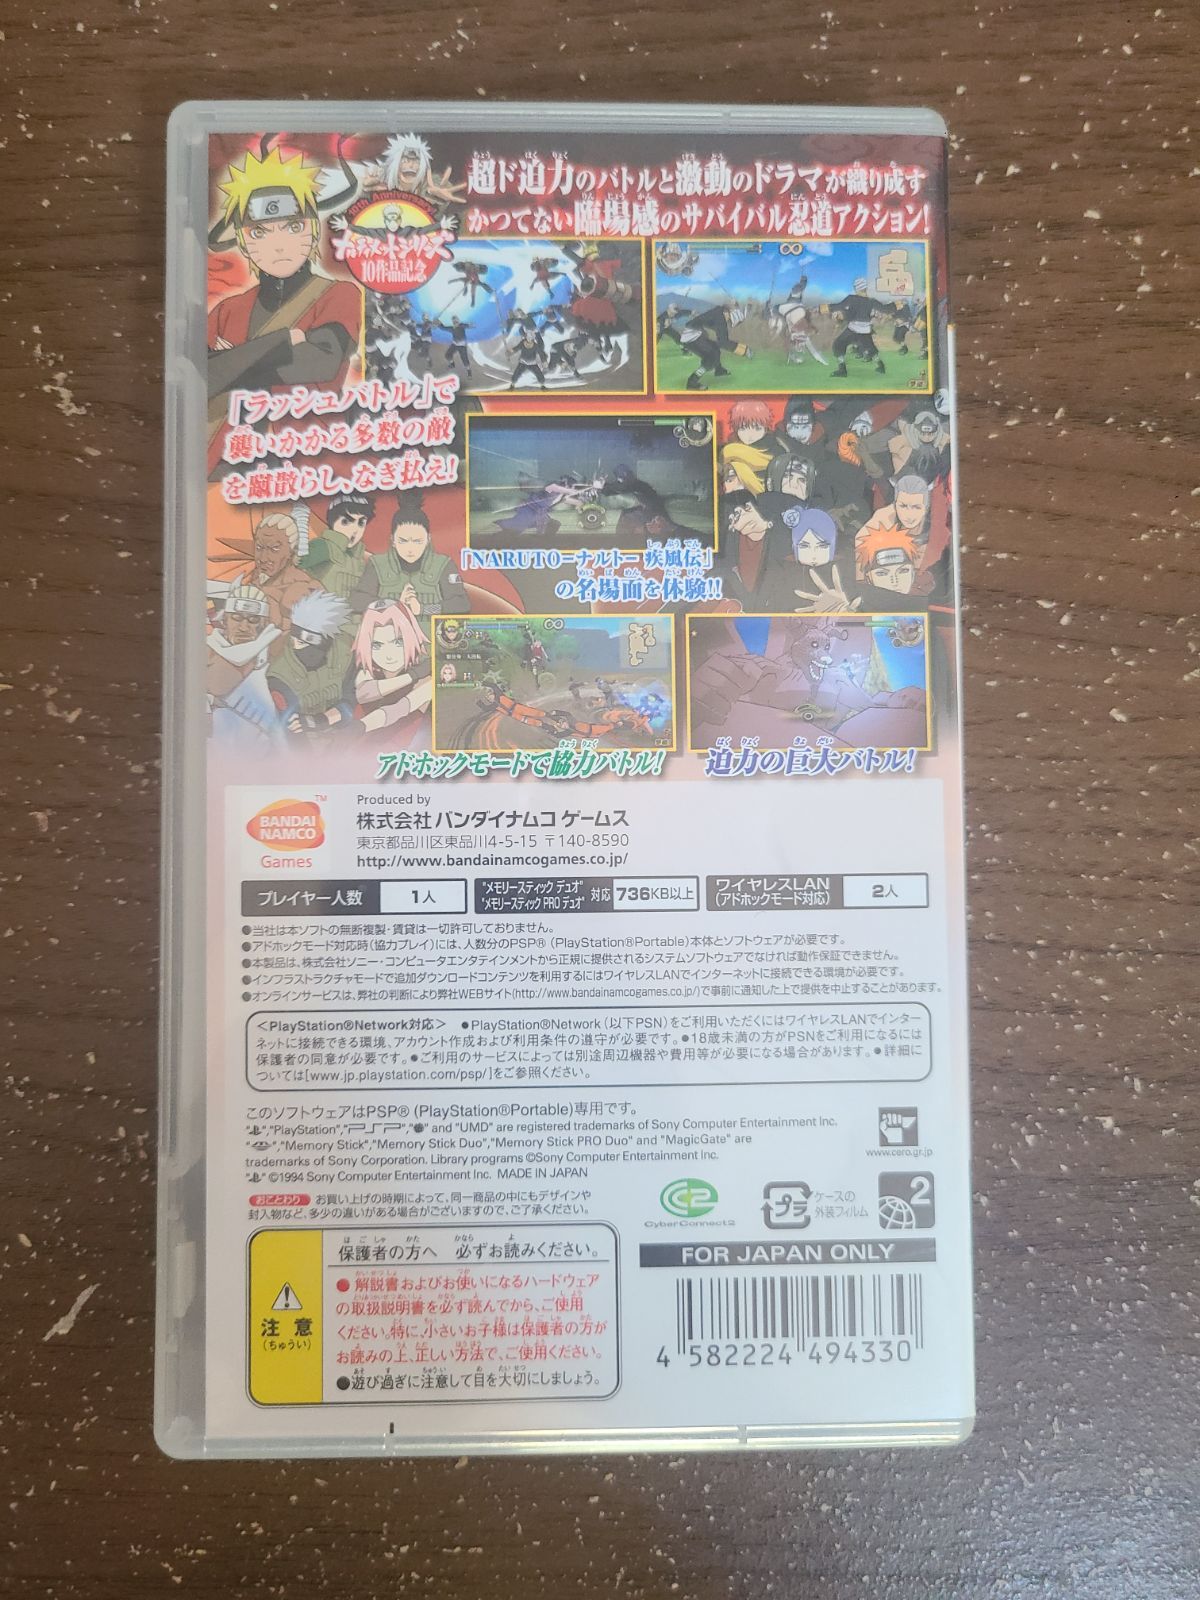 超ド迫力のバトルと激動のドラマが織り成す
かつてない臨場感のサバイバル忍道アクション!
10th Anniversary
ナルティメットシリーズ
10作品記念
「ラッシュバトル」で
襲いかかる多数の敵
を蹴散らし、なぎ払え!
「NARUTO-ナルト- 疾風伝」
の名場面を体験!!
アドホックモードで協力バトル!
迫力の巨大バトル!
BANDAI
NAMCO
Games
TM
Produced by
株式会社 バンダイナムコ ゲームス
東京都品川区東品川4-5-15 〒140-8590
http://www.bandainamcogames.co.jp/
プレイヤー人数 1人
"メモリースティック デュオ"
"メモリースティック PRO デュオ" 対応 736KB以上
ワイヤレスLAN
(アドホックモード対応) 2人
●当社は本ソフトの無断複製・賃貸は一切許可しておりません。
●アドホックモード対応時(協力プレイ)には、人数分のPSP® (PlayStation®Portable)本体とソフトウェアが必要です。
●本製品は、株式会社ソニー・コンピュータエンタテインメントから正規に提供されるシステムソフトウェアでなければ動作保証できません。
●インフラストラクチャモードで追加ダウンロードコンテンツを利用するにはワイヤレスLANでインターネットに接続できる環境が必要です。
●オンラインサービスは、弊社の判断により弊社WEBサイト(http://www.bandainamcogames.co.jp/)で事前に通知した上で提供を中止することがあります。
<PlayStation®Network対応> ●PlayStation®Network (以下PSN)をご利用いただくにはワイヤレスLANでインター
ネットに接続できる環境、アカウント作成および利用条件の遵守が必要です。●18歳未満の方がPSNをご利用になるには
保護者の同意が必要です。●ご利用のサービスによっては別途周辺機器や費用等が必要になる場合があります。●詳細に
ついては[www.jp.playstation.com/psp/]をご参照ください。
このソフトウェアはPSP® (PlayStation®Portable)専用です。
" ","PlayStation","PSP"," " and "UMD" are registered trademarks of Sony Computer Entertainment Inc.
" ","Memory Stick","Memory Stick Duo","Memory Stick PRO Duo" and "MagicGate" are
trademarks of Sony Corporation. Library programs ©Sony Computer Entertainment Inc.
" " ©1994 Sony Computer Entertainment Inc. MADE IN JAPAN
www.cero.gr.jp
おことわり お買い上げの時期によって、同一商品の中にもデザインや
封入物など、多少の違いがある場合がございますので、ご了承ください。
CyberConnect2
プラ
ケースの
外装フィルム
2
FOR JAPAN ONLY
4 582224 494330
注意
(ちゅうい)
保護者の方へ 必ずお読みください。
●解説書およびお使いになるハードウェア
の取扱説明書を必ず読んでから、ご使用
ください。特に、小さいお子様は保護者の方が
お読みの上、正しい方法で、ご使用ください。
●遊び過ぎに注意して目を大切にしましょう。